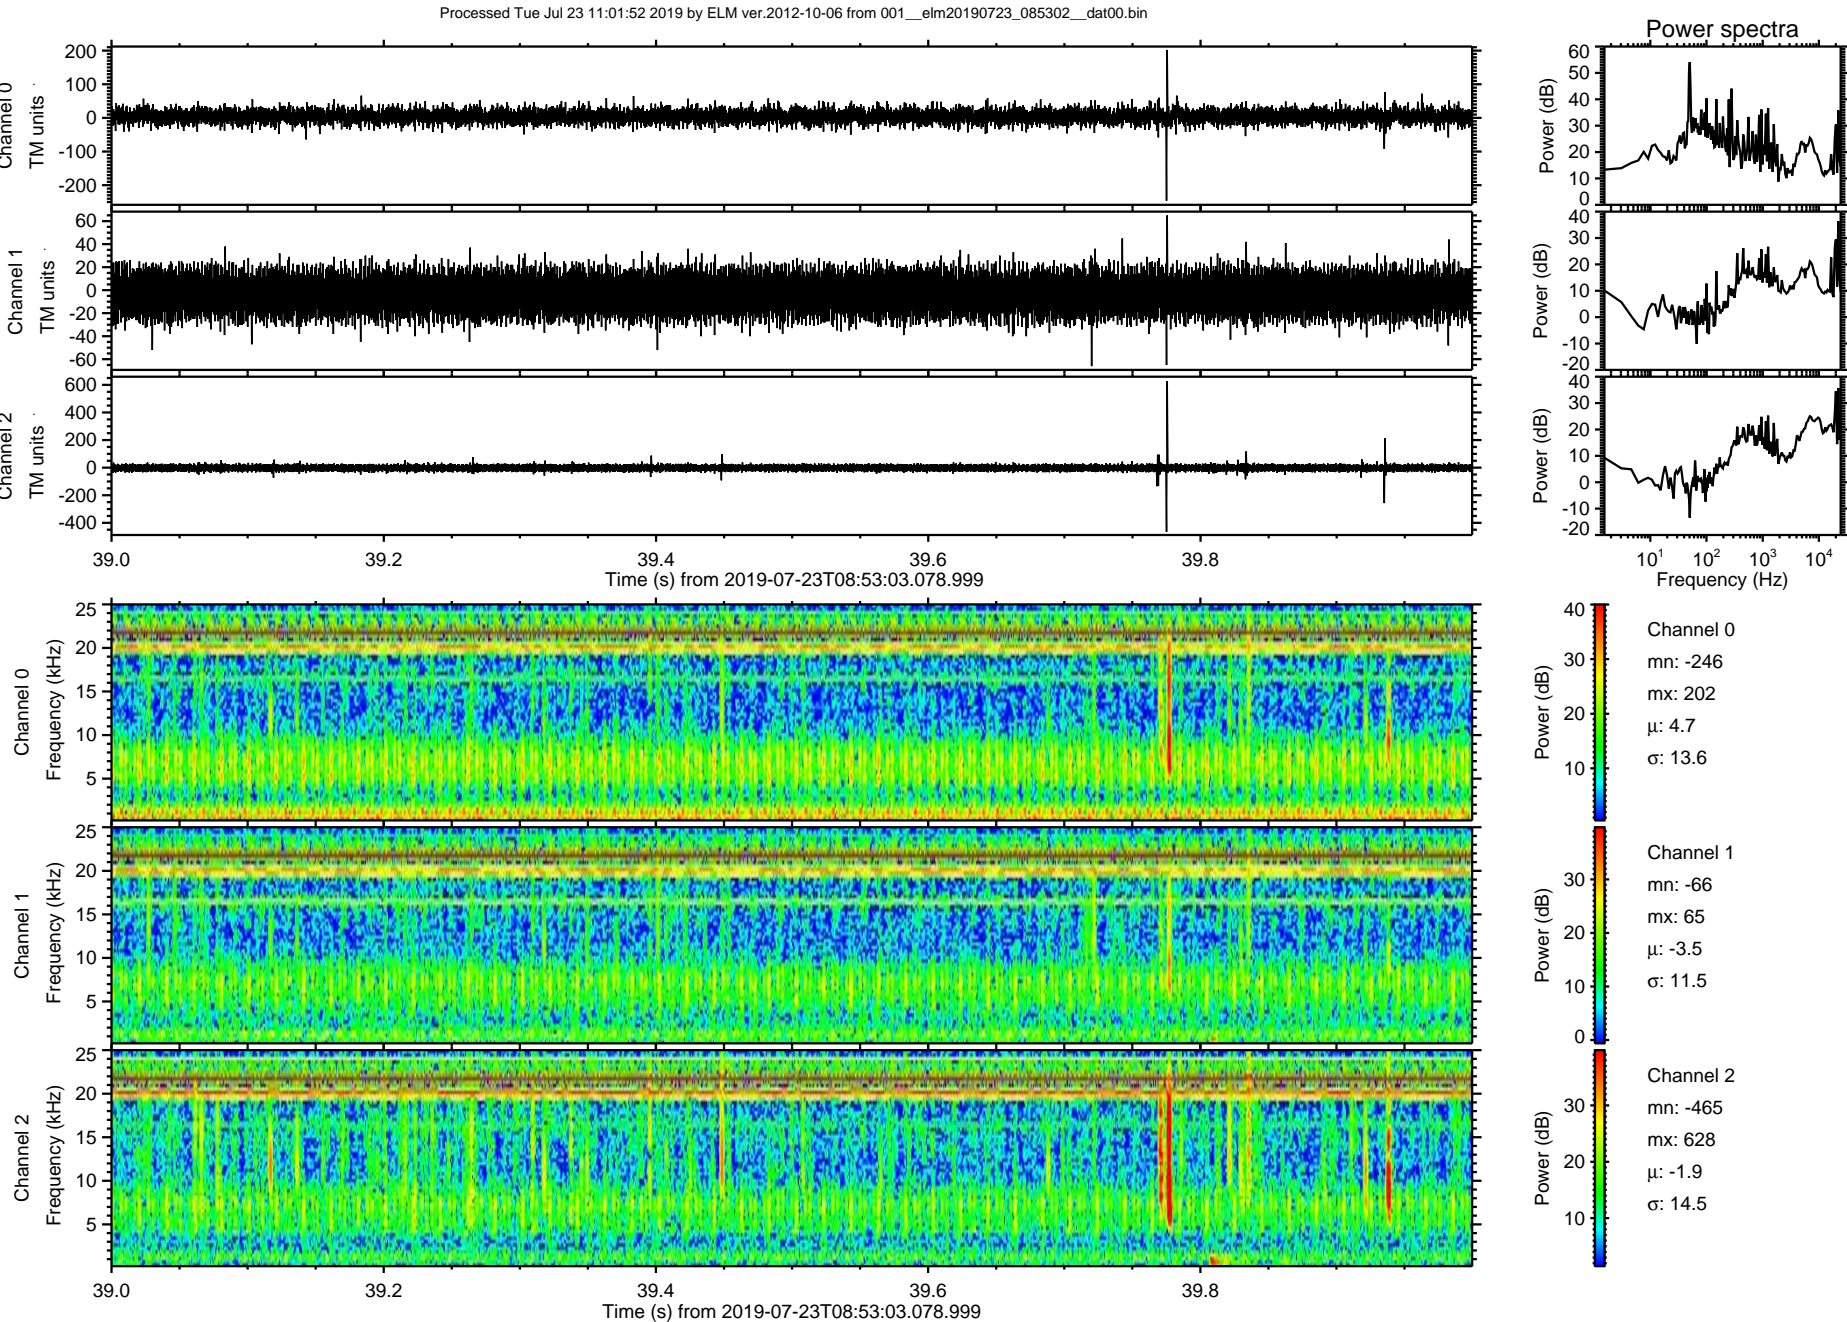 Processed Tue Jul 23 11:01:52 2019 by ELM ver.2012-10-06 from 001__elm20190723_085302__dat00.bin
Power spectra
Channel 0
TM units
200
100
0
-100
-200
Power (dB)
60
50
40
30
20
10
0
Channel 1
TM units
60
40
20
0
-20
-40
-60
Power (dB)
40
30
20
10
0
-10
-20
Channel 2
TM units
600
400
200
0
-200
-400
Power (dB)
40
30
20
10
0
-10
-20
39.0 39.2 39.4 39.6 39.8
Time (s) from 2019-07-23T08:53:03.078.999
10^1 10^2 10^3 10^4
Frequency (Hz)
Channel 0
Frequency (kHz)
25
20
15
10
5
Power (dB)
40
30
20
10
Channel 0
mn: -246
mx: 202
μ: 4.7
σ: 13.6
Channel 1
Frequency (kHz)
25
20
15
10
5
Power (dB)
30
20
10
0
Channel 1
mn: -66
mx: 65
μ: -3.5
σ: 11.5
Channel 2
Frequency (kHz)
25
20
15
10
5
Power (dB)
30
20
10
Channel 2
mn: -465
mx: 628
μ: -1.9
σ: 14.5
39.0 39.2 39.4 39.6 39.8
Time (s) from 2019-07-23T08:53:03.078.999